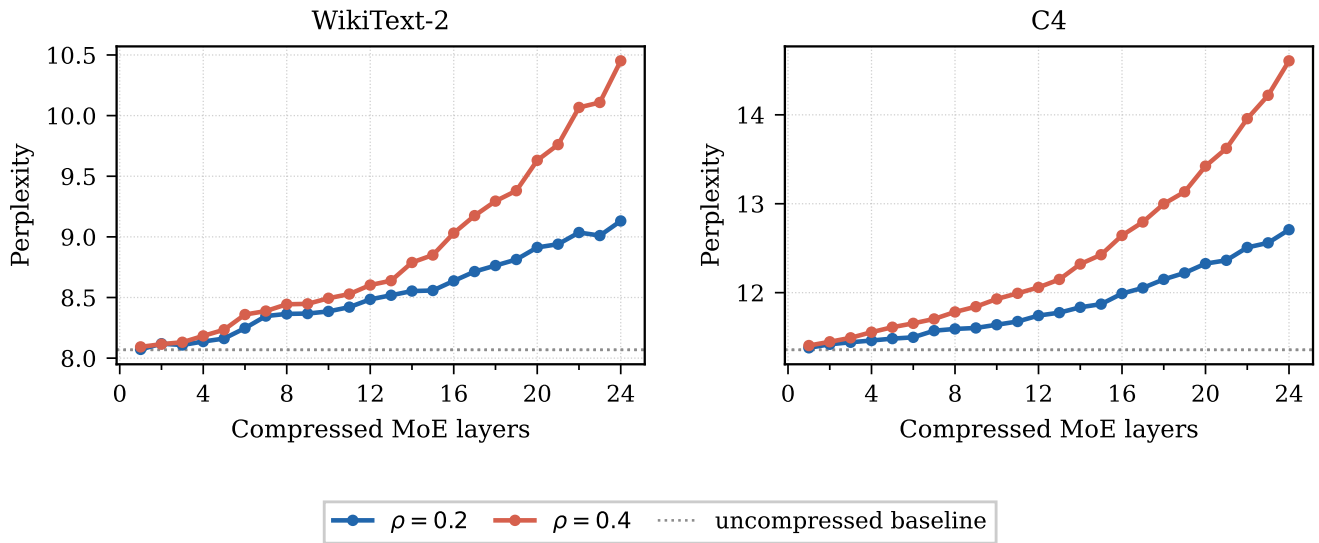 WikiText-2
10.5
10.0
9.5
9.0
8.5
8.0
Perplexity
0 4 8 12 16 20 24
Compressed MoE layers
C4
14
13
12
Perplexity
0 4 8 12 16 20 24
Compressed MoE layers
ρ = 0.2 ρ = 0.4 uncompressed baseline